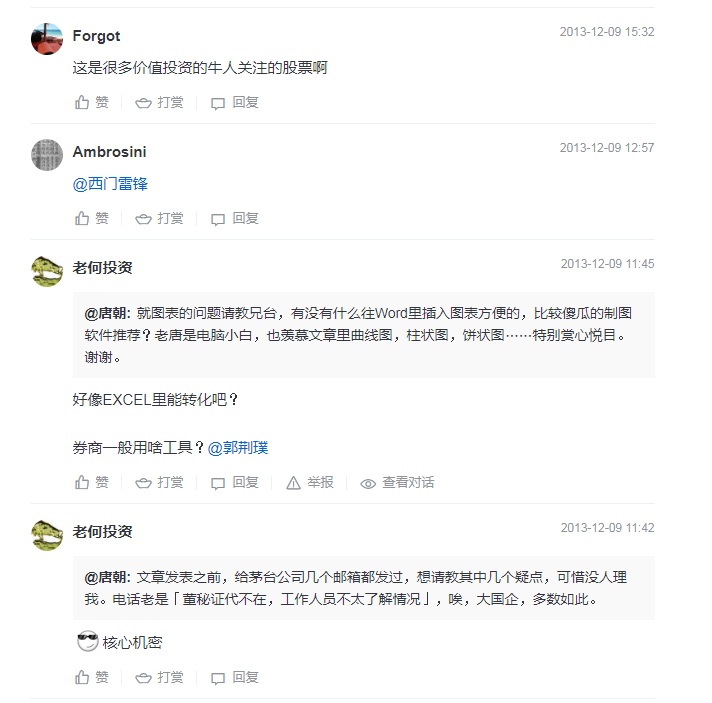 Forgot 2013-12-09 15:32
这是很多价值投资的牛人关注的股票啊
赞 打赏 回复
Ambrosini 2013-12-09 12:57
@西门雷锋
赞 打赏 回复
老何投资 2013-12-09 11:45
@唐朝: 就图表的问题请教兄台，有没有什么往Word里插入图表方便的，比较傻瓜的制图
软件推荐？老唐是电脑小白，也羡慕文章里曲线图，柱状图，饼状图……特别赏心悦目。
谢谢。
好像EXCEL里能转化吧？
券商一般用啥工具？@郭荆璞
赞 打赏 回复 举报 查看对话
老何投资 2013-12-09 11:42
@唐朝: 文章发表之前，给茅台公司几个邮箱都发过，想请教其中几个疑点，可惜没人理
我。电话老是「董秘证代不在，工作人员不太了解情况」，唉，大国企，多数如此。
核心机密
赞 打赏 回复